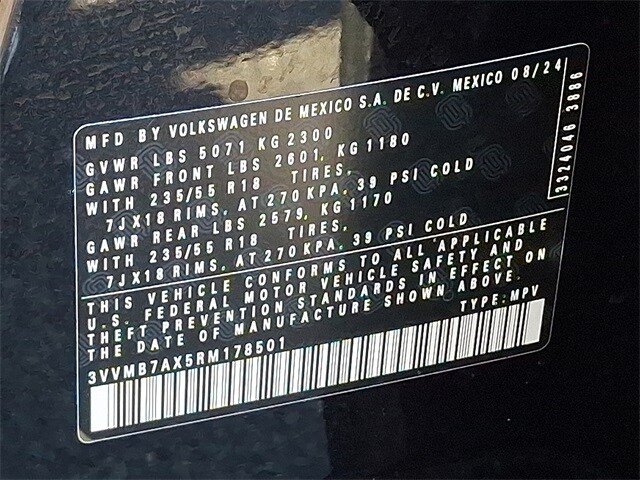 MFD BY VOLKSWAGEN DE MEXICO S.A. DE C.V. MEXICO 08/24
GVWR LBS 5071 KG 2300
GAWR FRONT LBS 2601, KG 1180
WITH 235/55 R18 TIRES,
7JX18 RIMS, AT 270 KPA, 39 PSI COLD
GAWR REAR LBS 2579, KG 1170
WITH 235/55 R18 TIRES,
7JX18 RIMS, AT 270 KPA, 39 PSI COLD
THIS VEHICLE CONFORMS TO ALL APPLICABLE
U.S. FEDERAL MOTOR VEHICLE SAFETY AND
THEFT PREVENTION STANDARDS IN EFFECT ON
THE DATE OF MANUFACTURE SHOWN ABOVE.
TYPE: MPV
3VVMB7AX5RM178501
3324046 3886